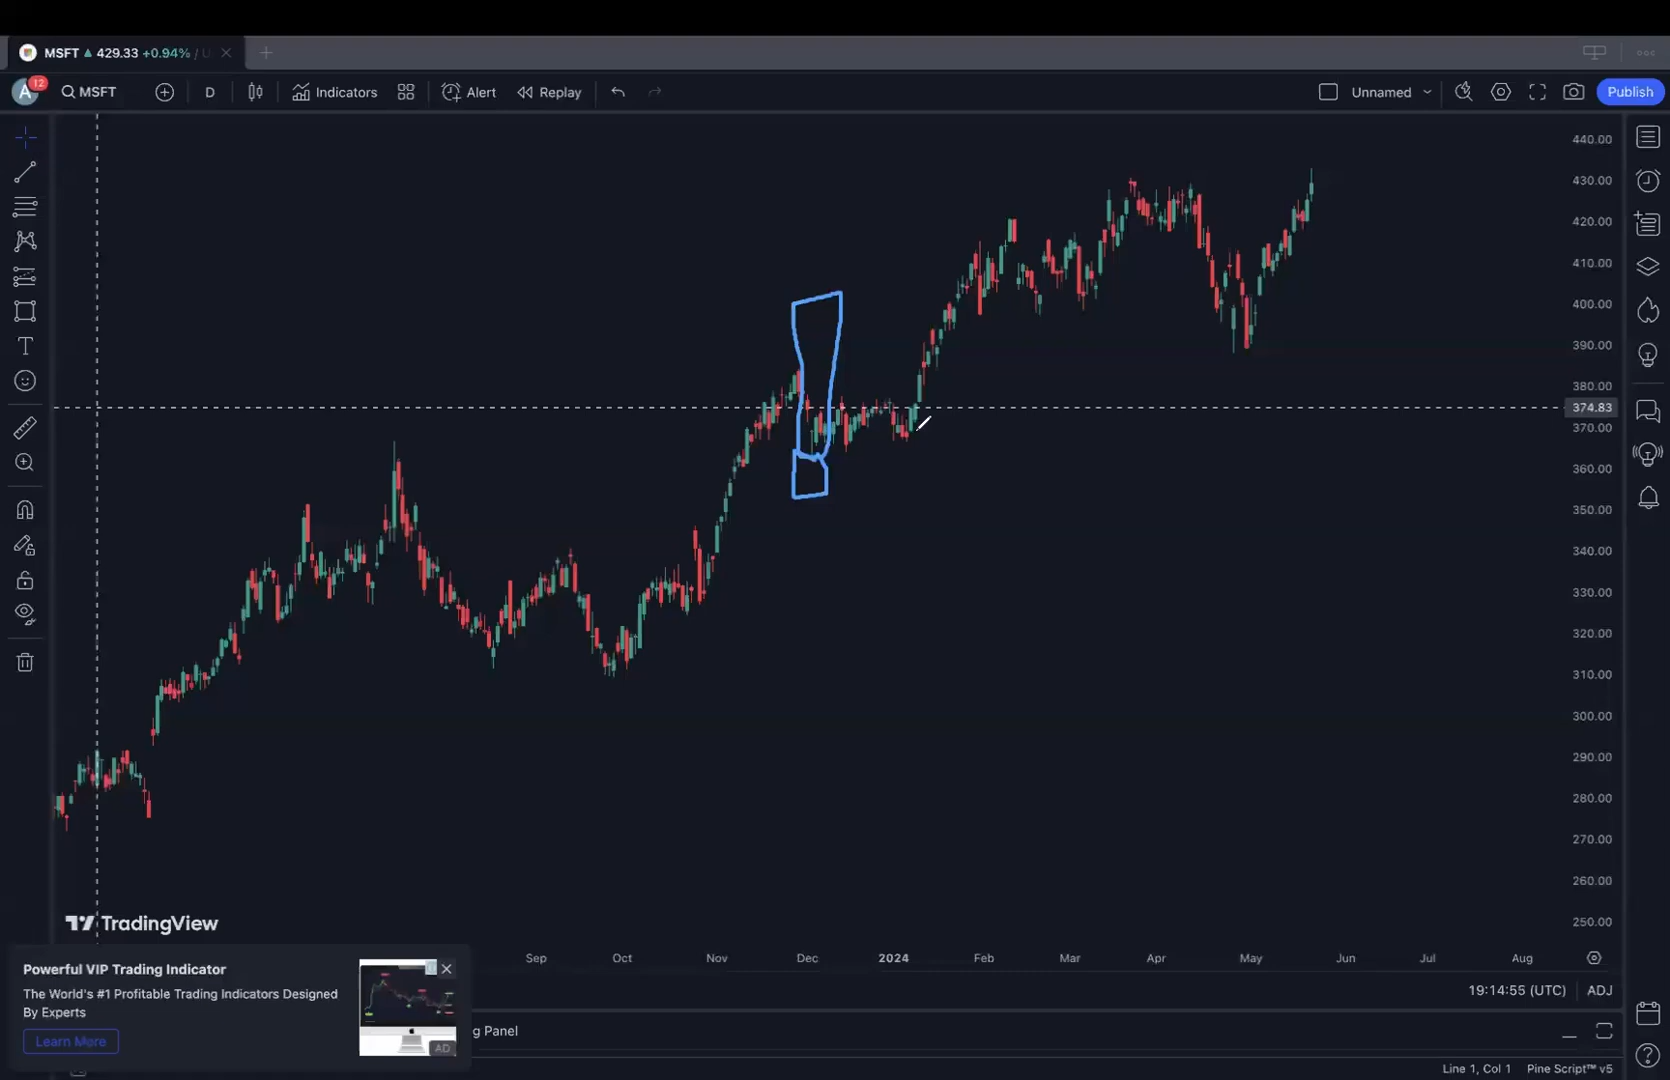 MSFT 429.33 +0.94% / U
12
A MSFT D Indicators Alert Replay Unnamed Publish
440.00
430.00
420.00
410.00
400.00
390.00
380.00
374.83
370.00
360.00
350.00
340.00
330.00
320.00
310.00
300.00
290.00
280.00
270.00
260.00
250.00
TradingView
Sep Oct Nov Dec 2024 Feb Mar Apr May Jun Jul Aug
Powerful VIP Trading Indicator
The World's #1 Profitable Trading Indicators Designed
By Experts
Learn More
AD
19:14:55 (UTC) ADJ
g Panel
Line 1, Col 1 Pine Script™ v5